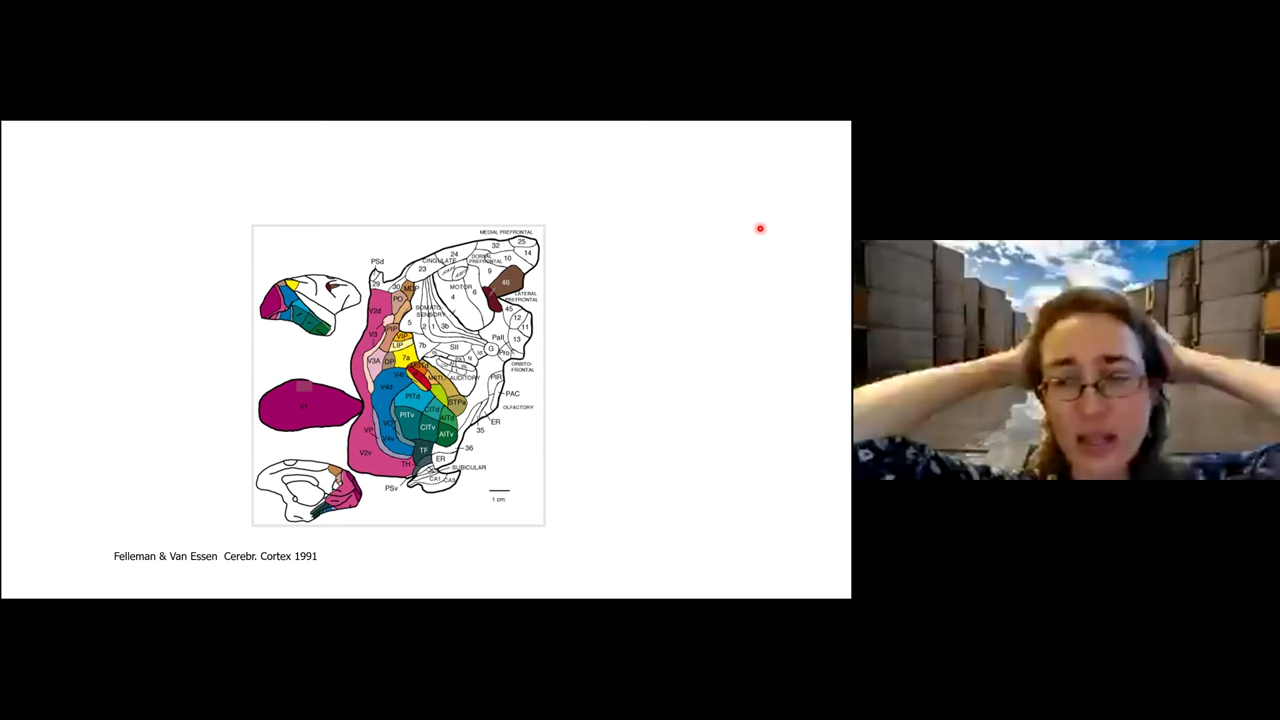 MEDIAL PREFRONTAL
25
32
14
24
DORSAL
PREFRONTAL
10
PSd
CINGULATE
23
9
29
30
MDP
MOTOR
6
46
PO
4
LATERAL
PREFRONTAL
V2d
SOMATO-
SENSORY
45
5
2
1
3b
12
11
V3
PIP
VIP
Pall
13
LIP
7b
SII
G
Pro
V3A
DP
7a
ORBITO-
FRONTAL
MSTd
V4t
AUDITORY
PIR
V4d
PITd
PAC
STPa
V1
CITd
OLFACTORY
PITv
AITd
ER
VP
CITv
AITv
35
V4v
V2v
TF
36
ER
TH
SUBICULAR
CA1
CA3
PSv
1 cm
Felleman & Van Essen Cerebr. Cortex 1991